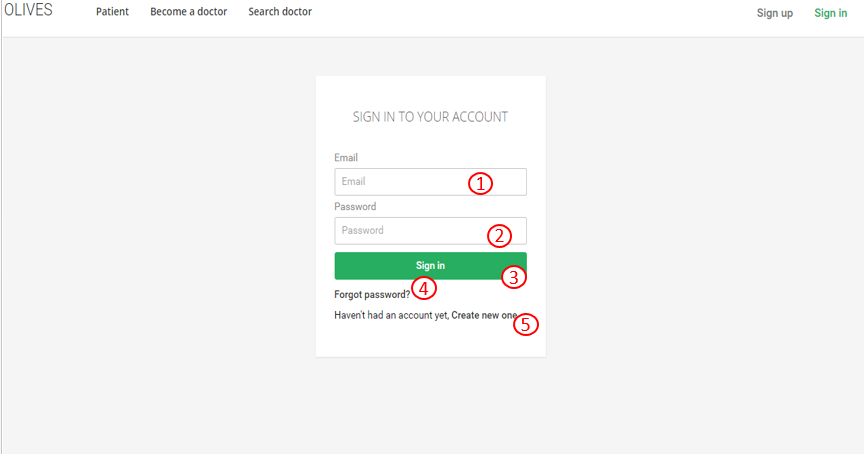 OLIVES Patient Become a doctor Search doctor Sign up Sign in
SIGN IN TO YOUR ACCOUNT
Email
Email 1
Password
Password 2
Sign in 3
Forgot password? 4
Haven't had an account yet, Create new one 5